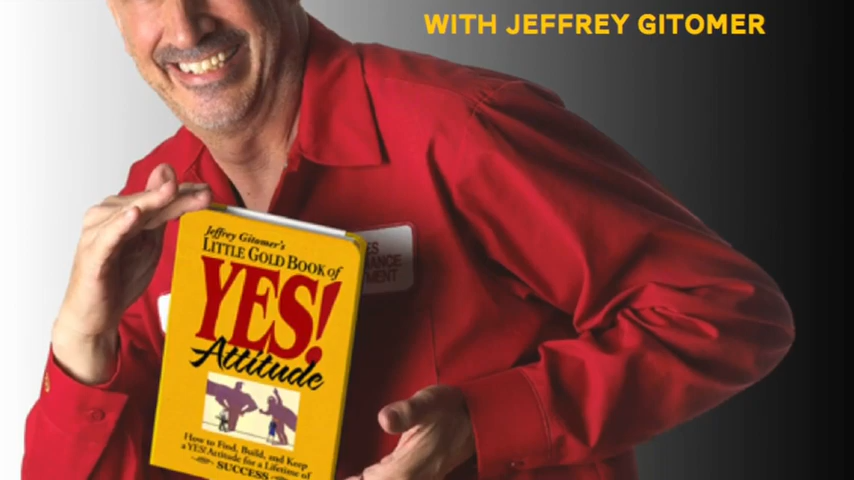 WITH JEFFREY GITOMER
Jeffrey Gitomer's
LITTLE GOLD BOOK of
YES!
Attitude
How to Find, Build, and Keep
a YES! Attitude for a Lifetime of
SUCCESS